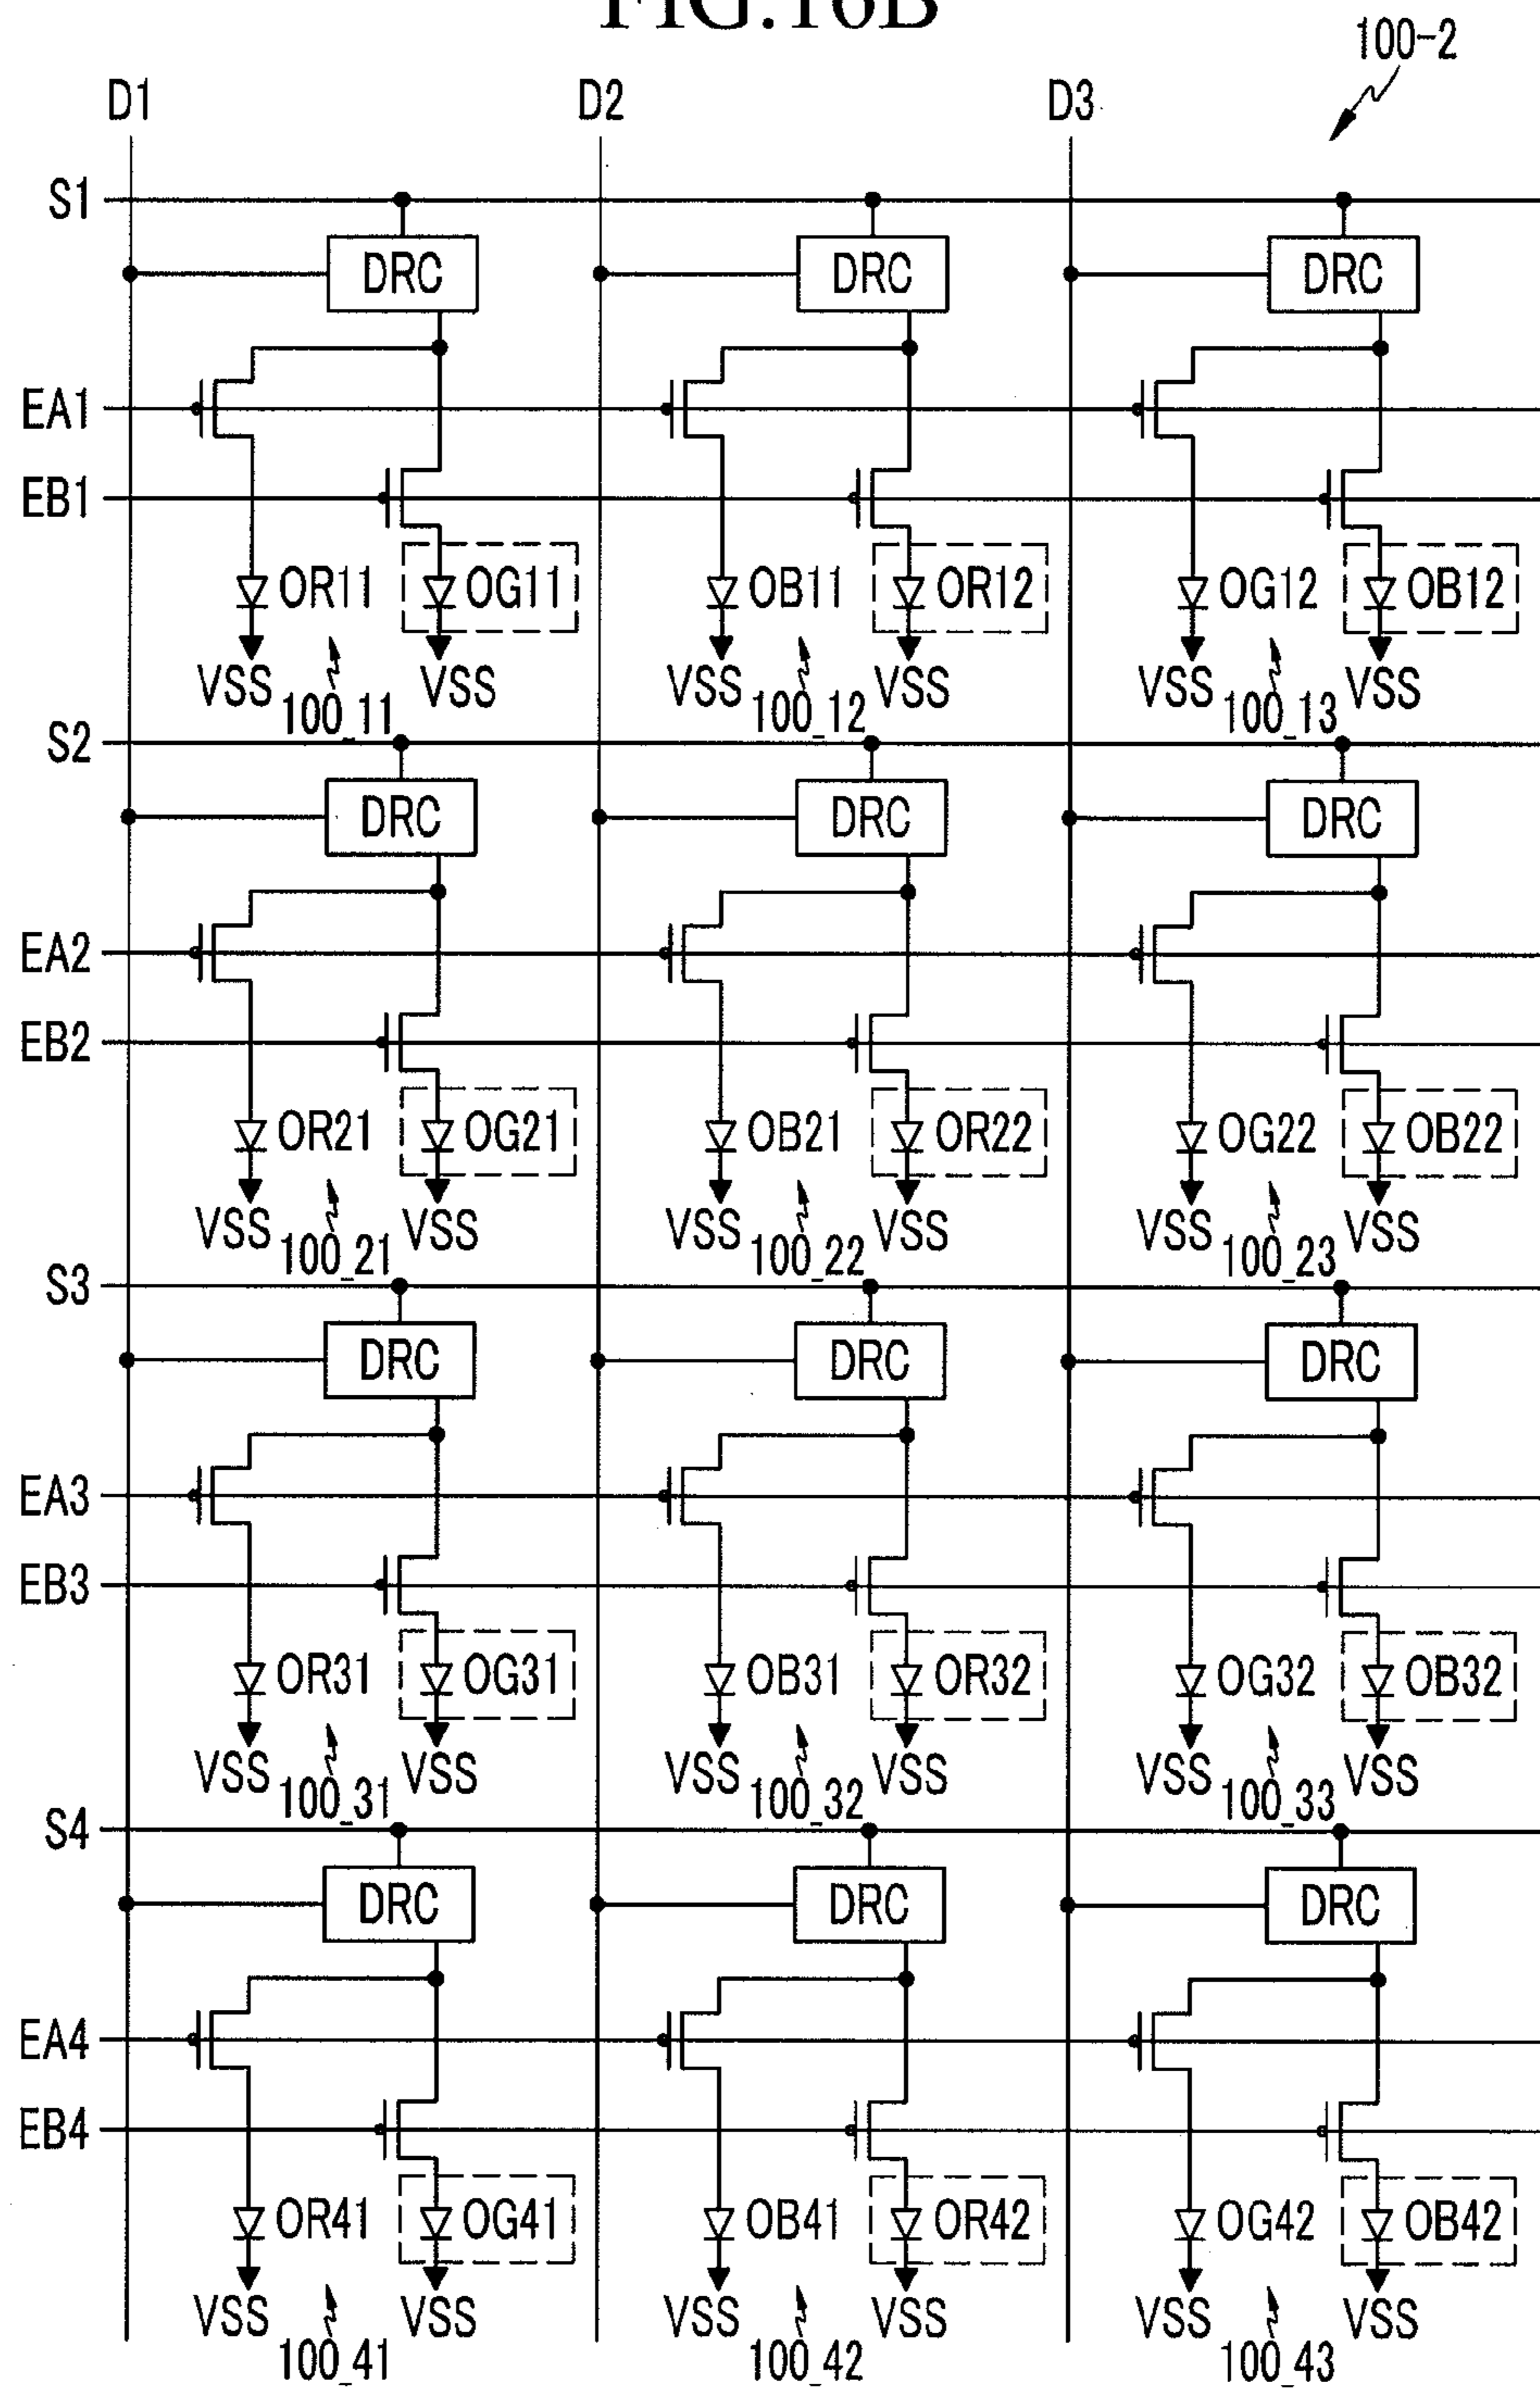 FIG.16B
100-2
D1 D2 D3
S1
DRC DRC DRC
EA1
EB1
OR11 OG11 OB11 OR12 OG12 OB12
VSS VSS VSS VSS VSS VSS
100_11 100_12 100_13
S2
DRC DRC DRC
EA2
EB2
OR21 OG21 OB21 OR22 OG22 OB22
VSS VSS VSS VSS VSS VSS
100_21 100_22 100_23
S3
DRC DRC DRC
EA3
EB3
OR31 OG31 OB31 OR32 OG32 OB32
VSS VSS VSS VSS VSS VSS
100_31 100_32 100_33
S4
DRC DRC DRC
EA4
EB4
OR41 OG41 OB41 OR42 OG42 OB42
VSS VSS VSS VSS VSS VSS
100_41 100_42 100_43